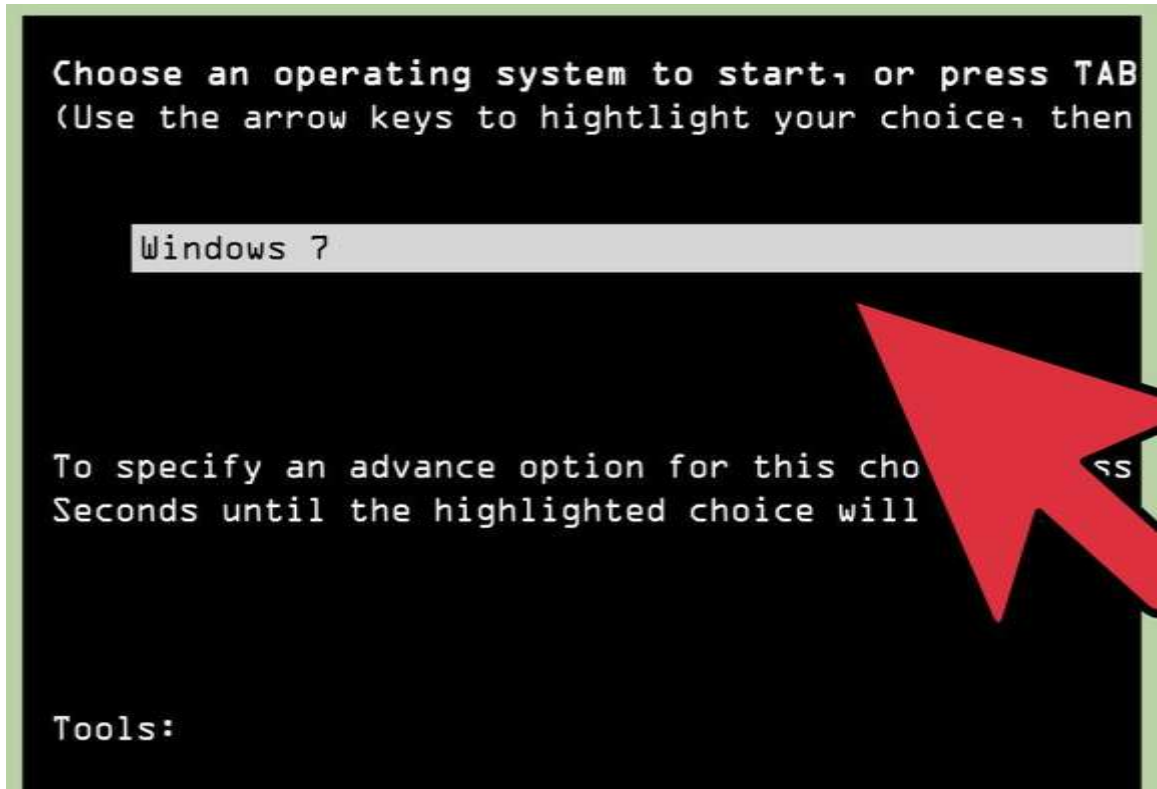 Choose an operating system to start, or press TAB
(Use the arrow keys to hightlight your choice, then
Windows 7
To specify an advance option for this
Seconds until the highlighted choice will
Tools: